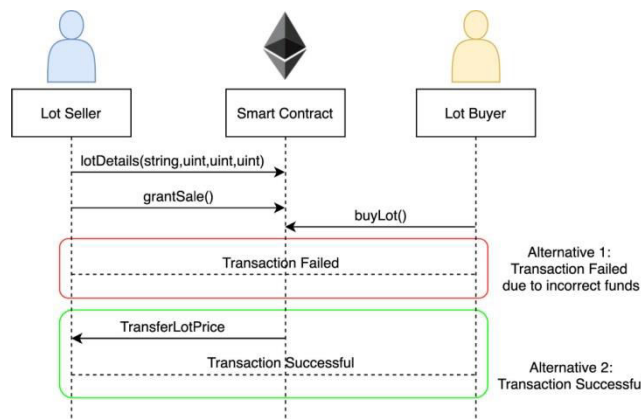 Lot Seller
Smart Contract
Lot Buyer
lotDetails(string,uint,uint,uint)
grantSale()
buyLot()
Transaction Failed
Alternative 1:
Transaction Failed
due to incorrect funds
TransferLotPrice
Transaction Successful
Alternative 2:
Transaction Successfu